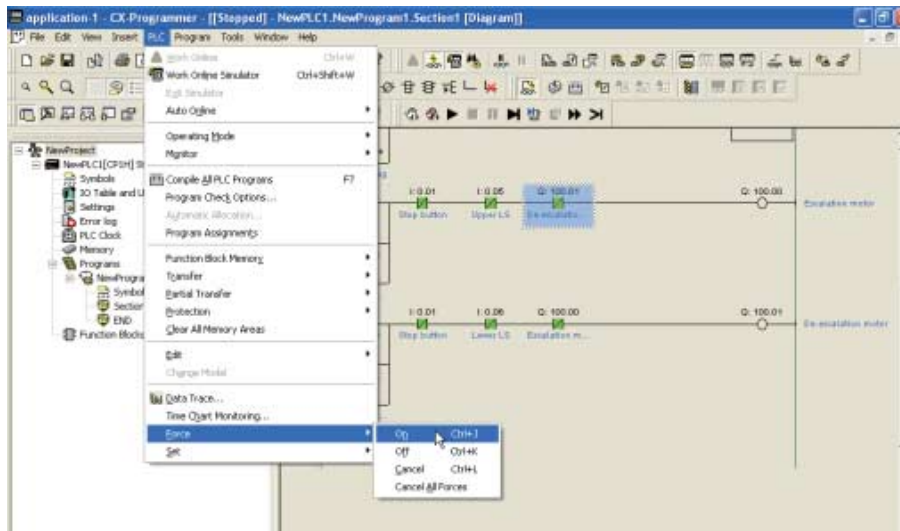 application-1 - CX-Programmer - [[Stopped] - NewPLC1.NewProgram1.Section1 [Diagram]]
File Edit View Insert PLC Program Tools Window Help
Work Online Ctrl+W
Work Online Simulator Ctrl+Shift+W
Exit Simulator
Auto Online
Operating Mode
Monitor
Compile All PLC Programs F7
Program Check Options...
Automatic Allocation...
Program Assignments
Function Block Memory
Transfer
Partial Transfer
Protection
Clear All Memory Areas
Edit
Change Model
Data Trace...
Time Chart Monitoring...
Force
Set
On Ctrl+J
Off Ctrl+K
Cancel Ctrl+L
Cancel All Forces
NewProject
NewPLC1[CP1H] St
Symbols
IO Table and U
Settings
Error log
PLC Clock
Memory
Programs
NewProgra
Symbol
Section
END
Function Blocks
I: 0.01 I: 0.05 Q: 100.01 Q: 100.00
Stop button Upper LS De-escalatio... Escalation motor
I: 0.01 I: 0.06 Q: 100.00 Q: 100.01
Stop button Lower LS Escalation m... De-escalation motor